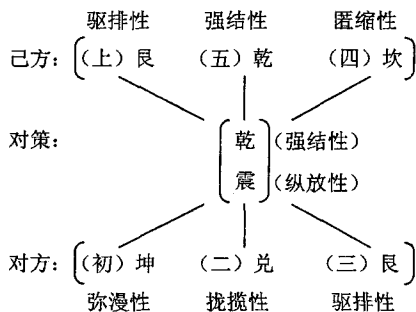 驱排性 强结性 匿缩性
己方：（上）艮 （五）乾 （四）坎
对策： 乾（强结性）
震（纵放性）
对方：（初）坤 （二）兑 （三）艮
弥漫性 拢揽性 驱排性